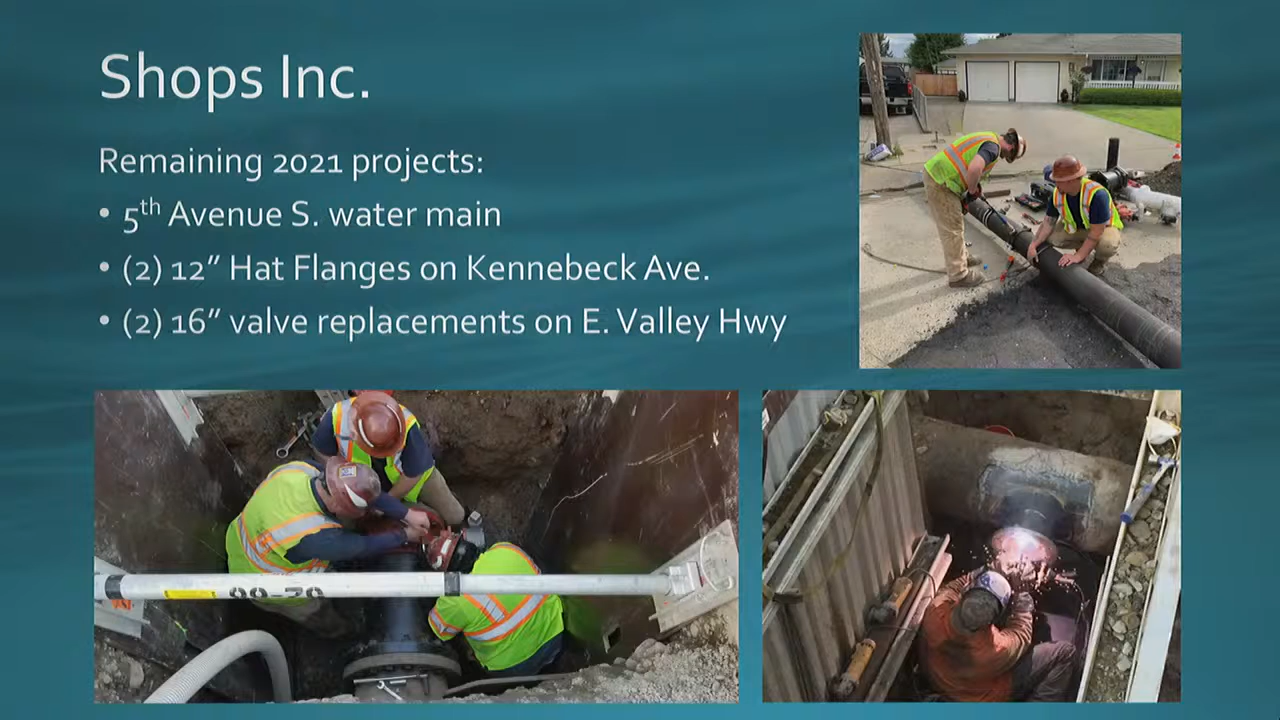 Shops Inc.
Remaining 2021 projects:
• 5th Avenue S. water main
• (2) 12” Hat Flanges on Kennebeck Ave.
• (2) 16” valve replacements on E. Valley Hwy